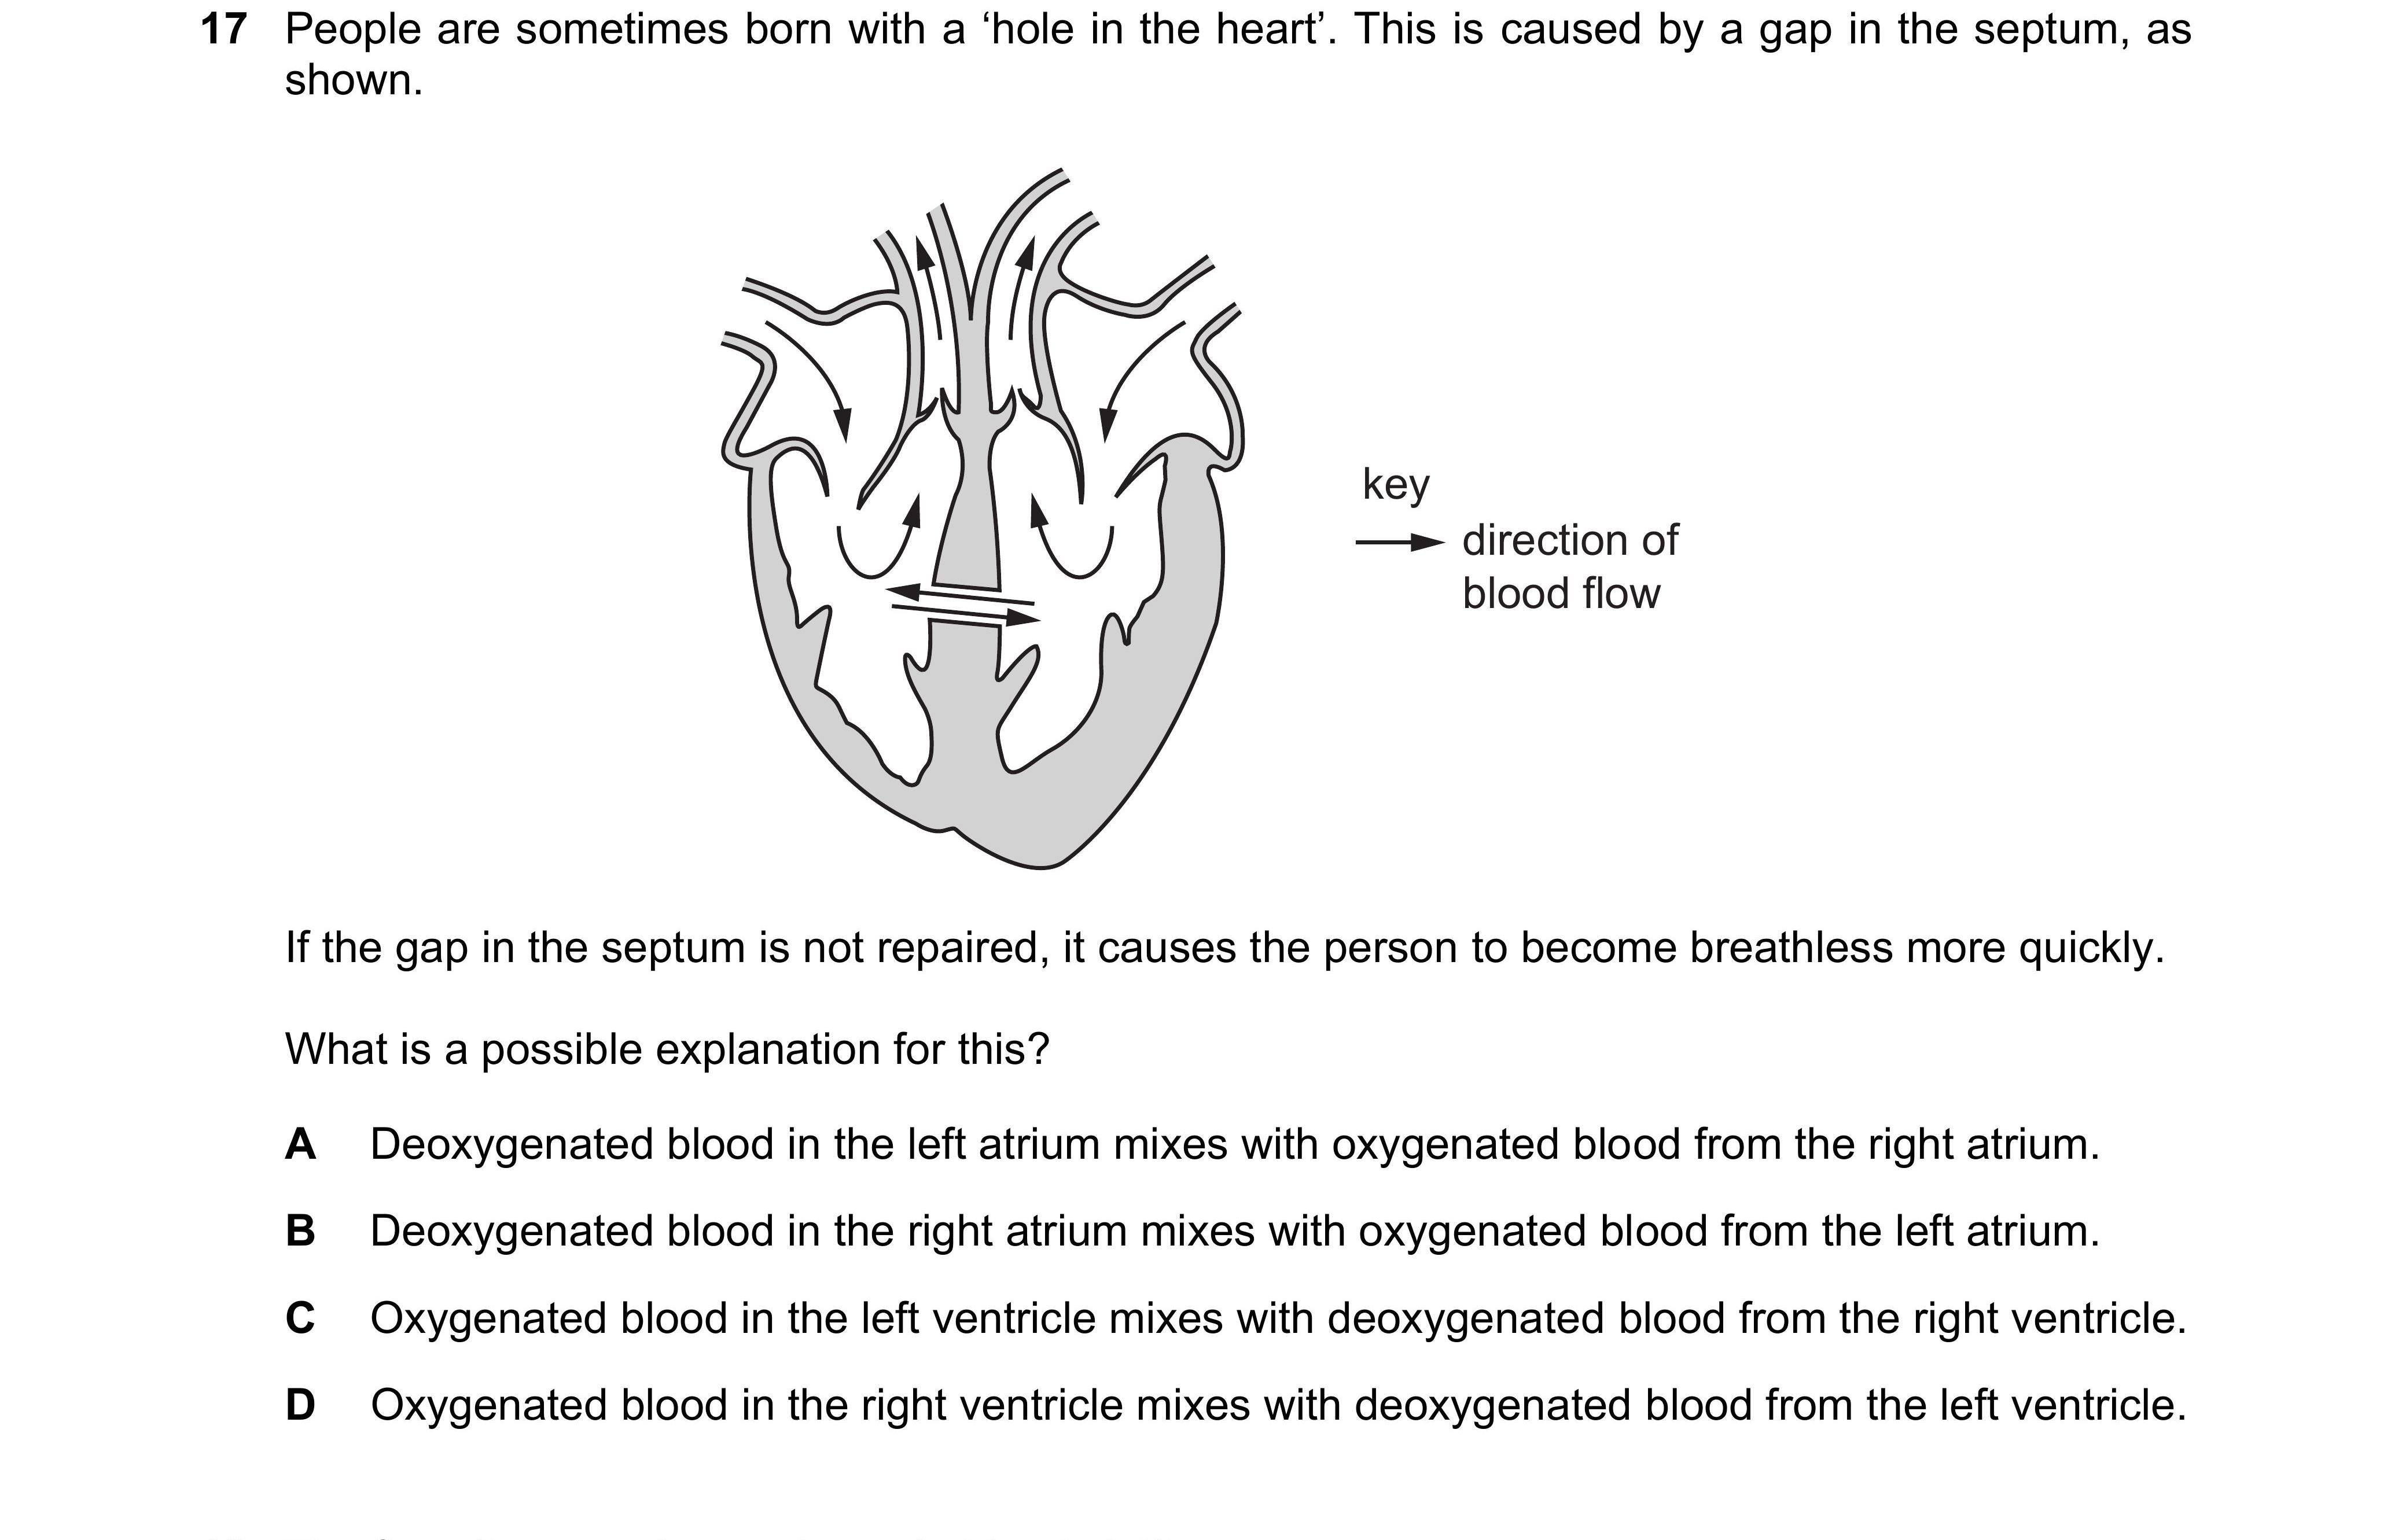 17 People are sometimes born with a ‘hole in the heart’. This is caused by a gap in the septum, as
shown.
key
direction of
blood flow
If the gap in the septum is not repaired, it causes the person to become breathless more quickly.
What is a possible explanation for this?
A Deoxygenated blood in the left atrium mixes with oxygenated blood from the right atrium.
B Deoxygenated blood in the right atrium mixes with oxygenated blood from the left atrium.
C Oxygenated blood in the left ventricle mixes with deoxygenated blood from the right ventricle.
D Oxygenated blood in the right ventricle mixes with deoxygenated blood from the left ventricle.